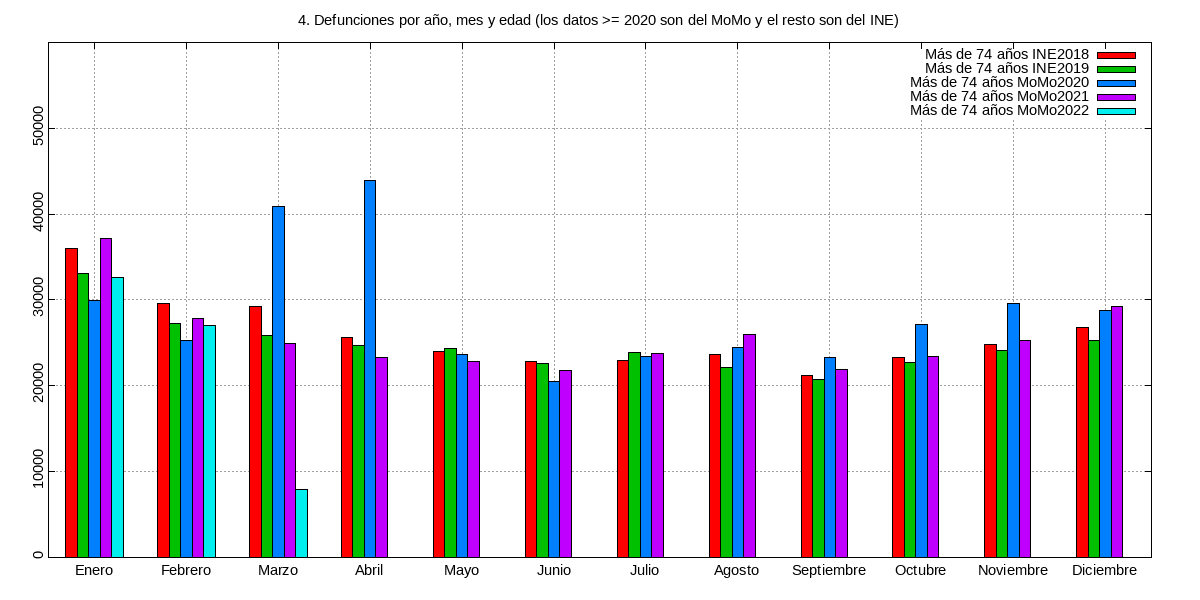 4. Defunciones por año, mes y edad (los datos >= 2020 son del MoMo y el resto son del INE)
Más de 74 años INE2018
Más de 74 años INE2019
Más de 74 años MoMo2020
Más de 74 años MoMo2021
Más de 74 años MoMo2022
50000
40000
30000
20000
10000
0
Enero Febrero Marzo Abril Mayo Junio Julio Agosto Septiembre Octubre Noviembre Diciembre